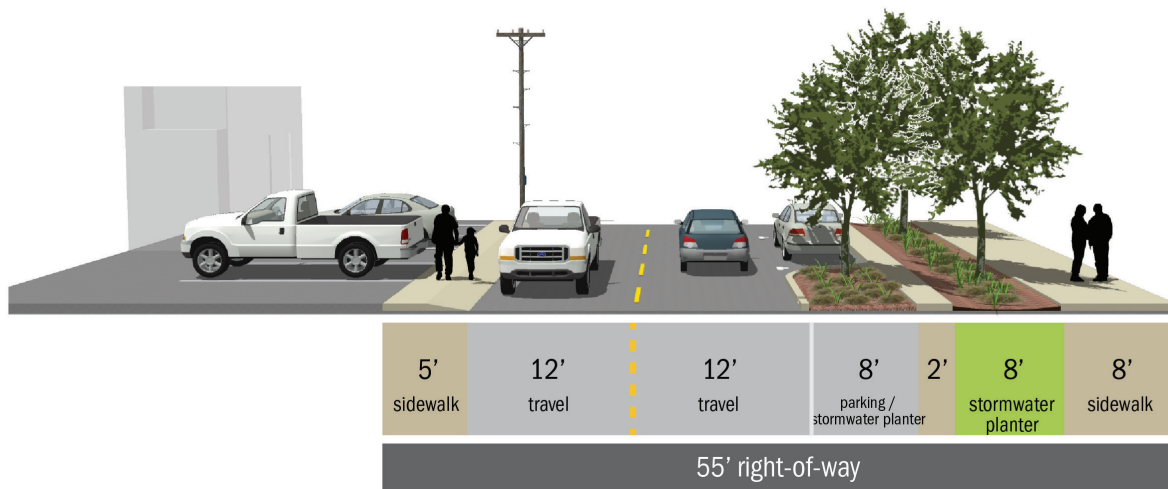 5’
sidewalk
12’
travel
12’
travel
8’
parking /
stormwater planter
2’
8’
stormwater
planter
8’
sidewalk
55’ right-of-way